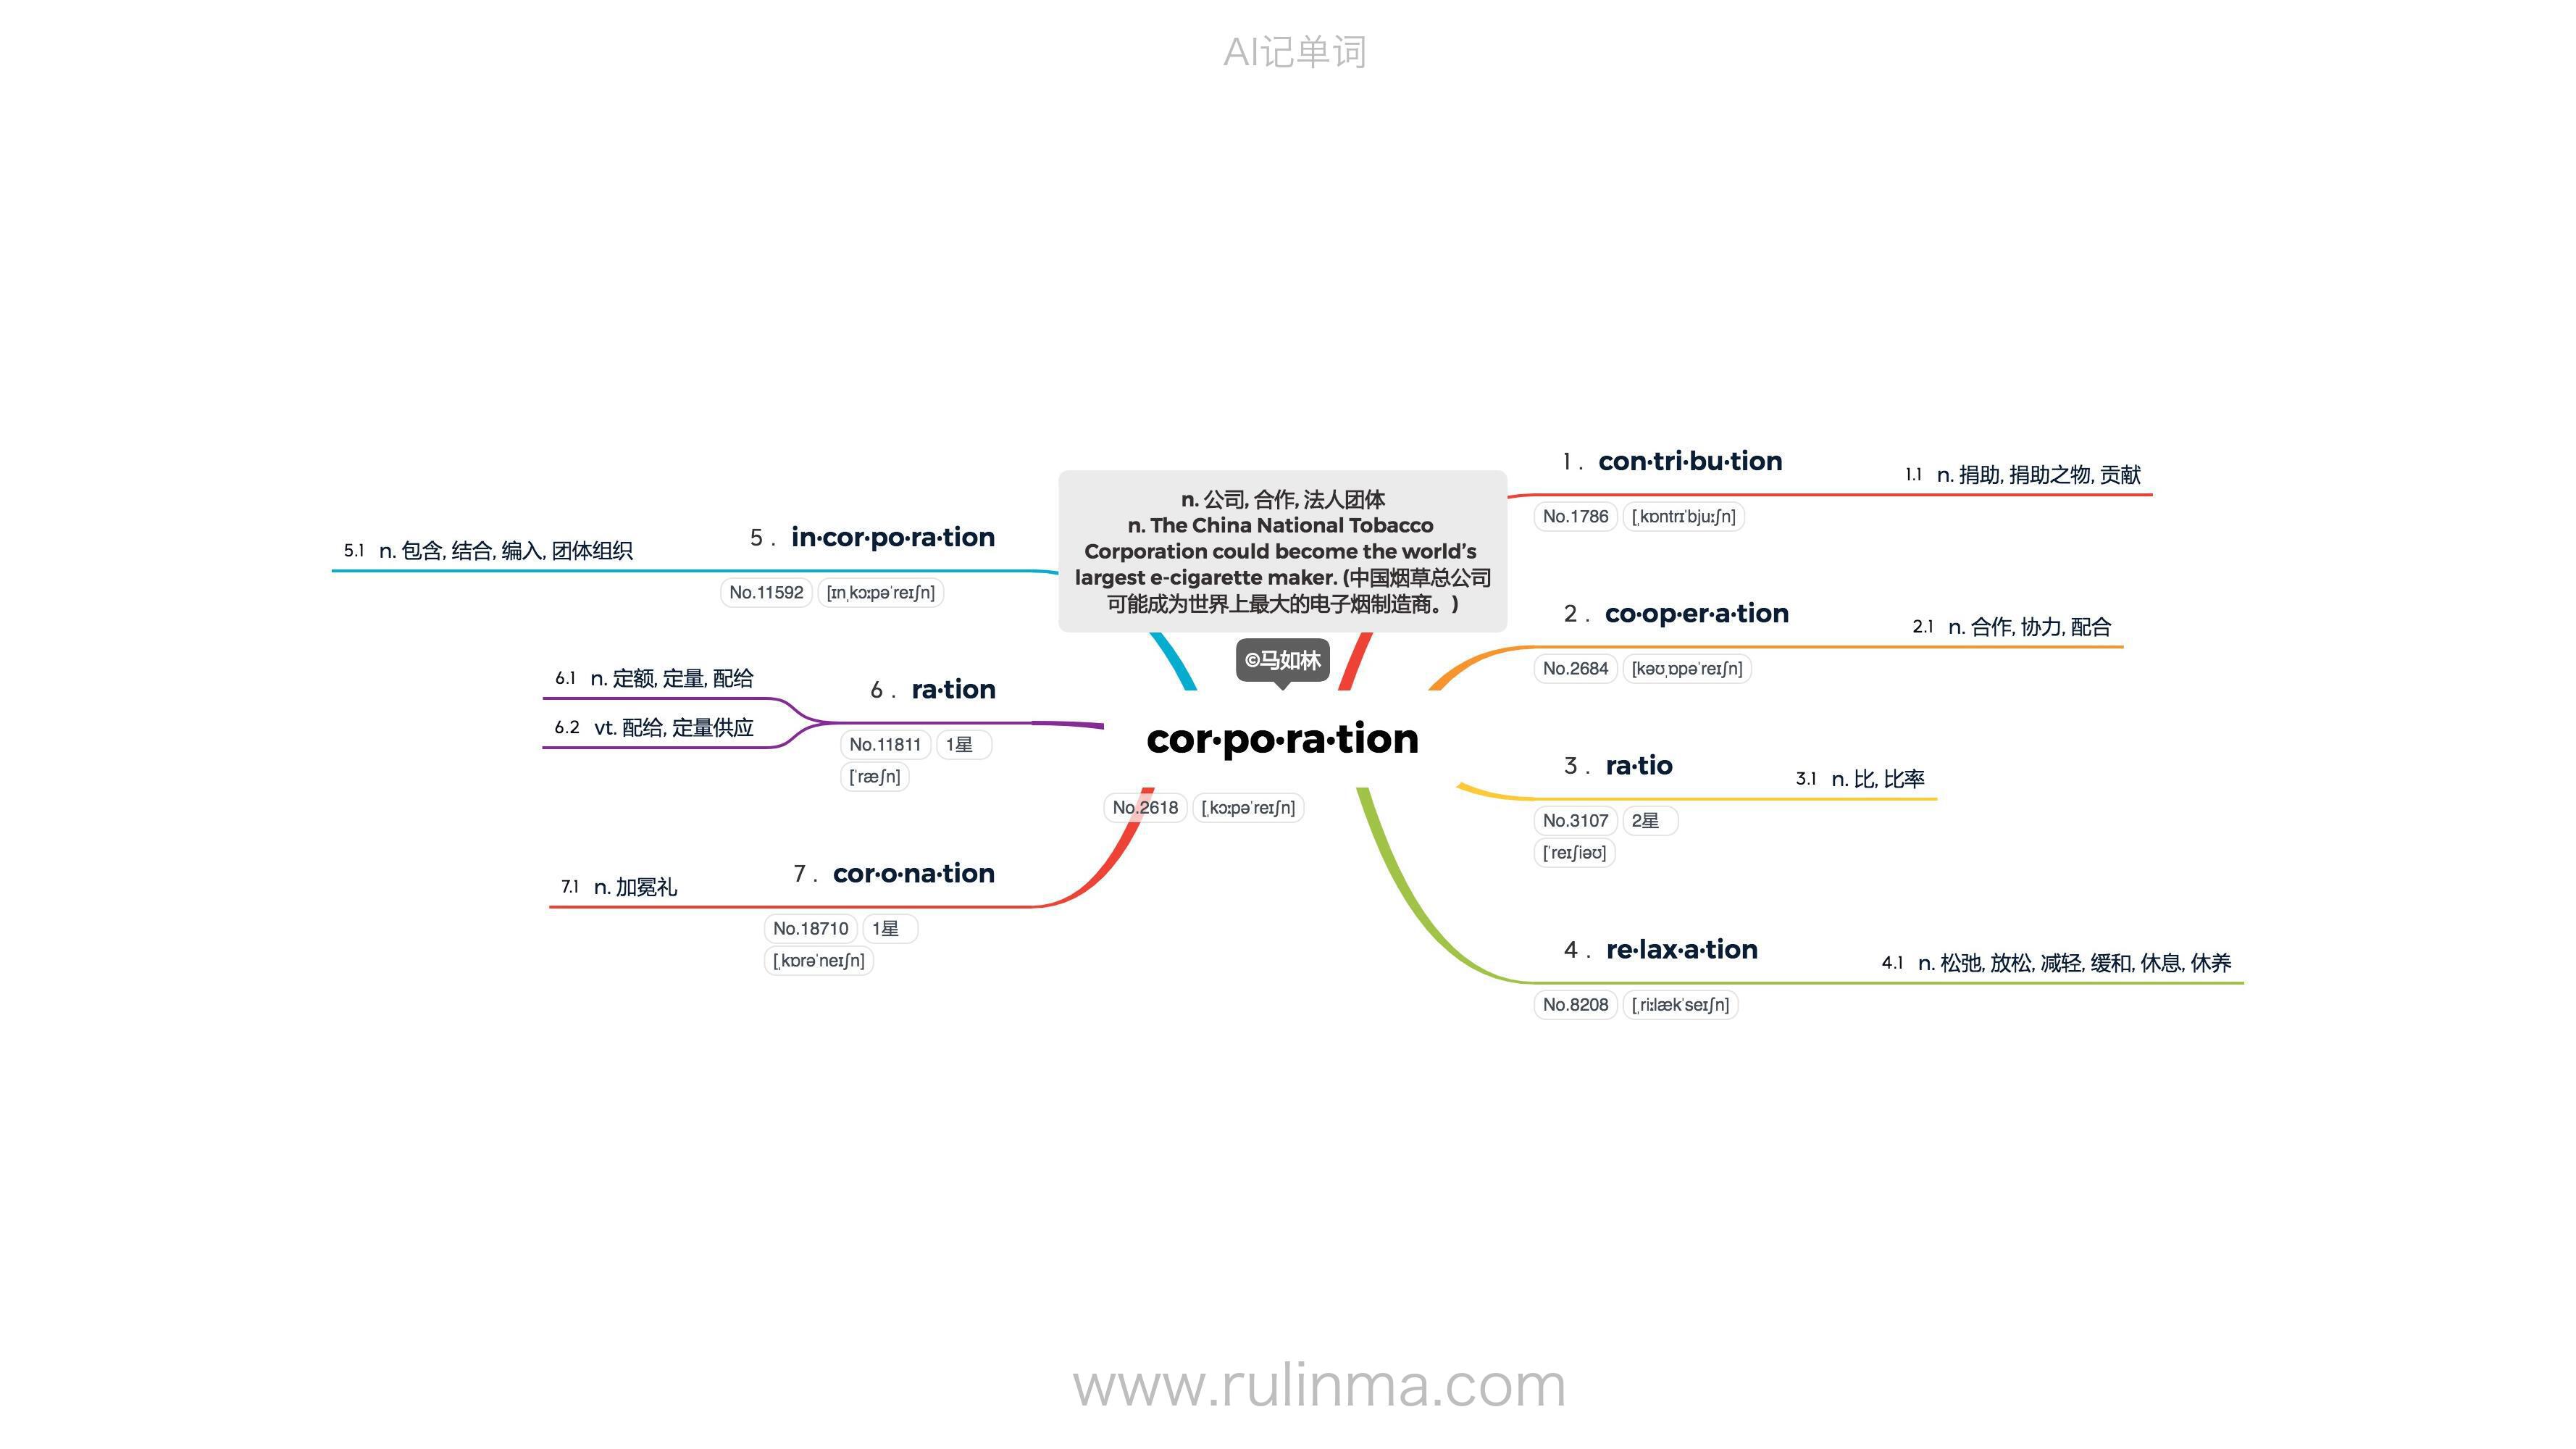 AI记单词
n. 公司, 合作, 法人团体
n. The China National Tobacco
Corporation could become the world’s
largest e-cigarette maker. (中国烟草总公司
可能成为世界上最大的电子烟制造商。)
©马如林
cor·po·ra·tion
No.2618 [ˌkɔːpəˈreɪʃn]
1 . con·tri·bu·tion
1.1 n. 捐助, 捐助之物, 贡献
No.1786 [ˌkɒntrɪˈbjuːʃn]
2 . co·op·er·a·tion
2.1 n. 合作, 协力, 配合
No.2684 [kəʊˌɒpəˈreɪʃn]
3 . ra·tio
3.1 n. 比, 比率
No.3107 2星
[ˈreɪʃiəʊ]
4 . re·lax·a·tion
4.1 n. 松弛, 放松, 减轻, 缓和, 休息, 休养
No.8208 [ˌriːlækˈseɪʃn]
5 . in·cor·po·ra·tion
5.1 n. 包含, 结合, 编入, 团体组织
No.11592 [ɪnˌkɔːpəˈreɪʃn]
6 . ra·tion
6.1 n. 定额, 定量, 配给
6.2 vt. 配给, 定量供应
No.11811 1星
[ˈræʃn]
7 . cor·o·na·tion
7.1 n. 加冕礼
No.18710 1星
[ˌkɒrəˈneɪʃn]
www.rulinma.com